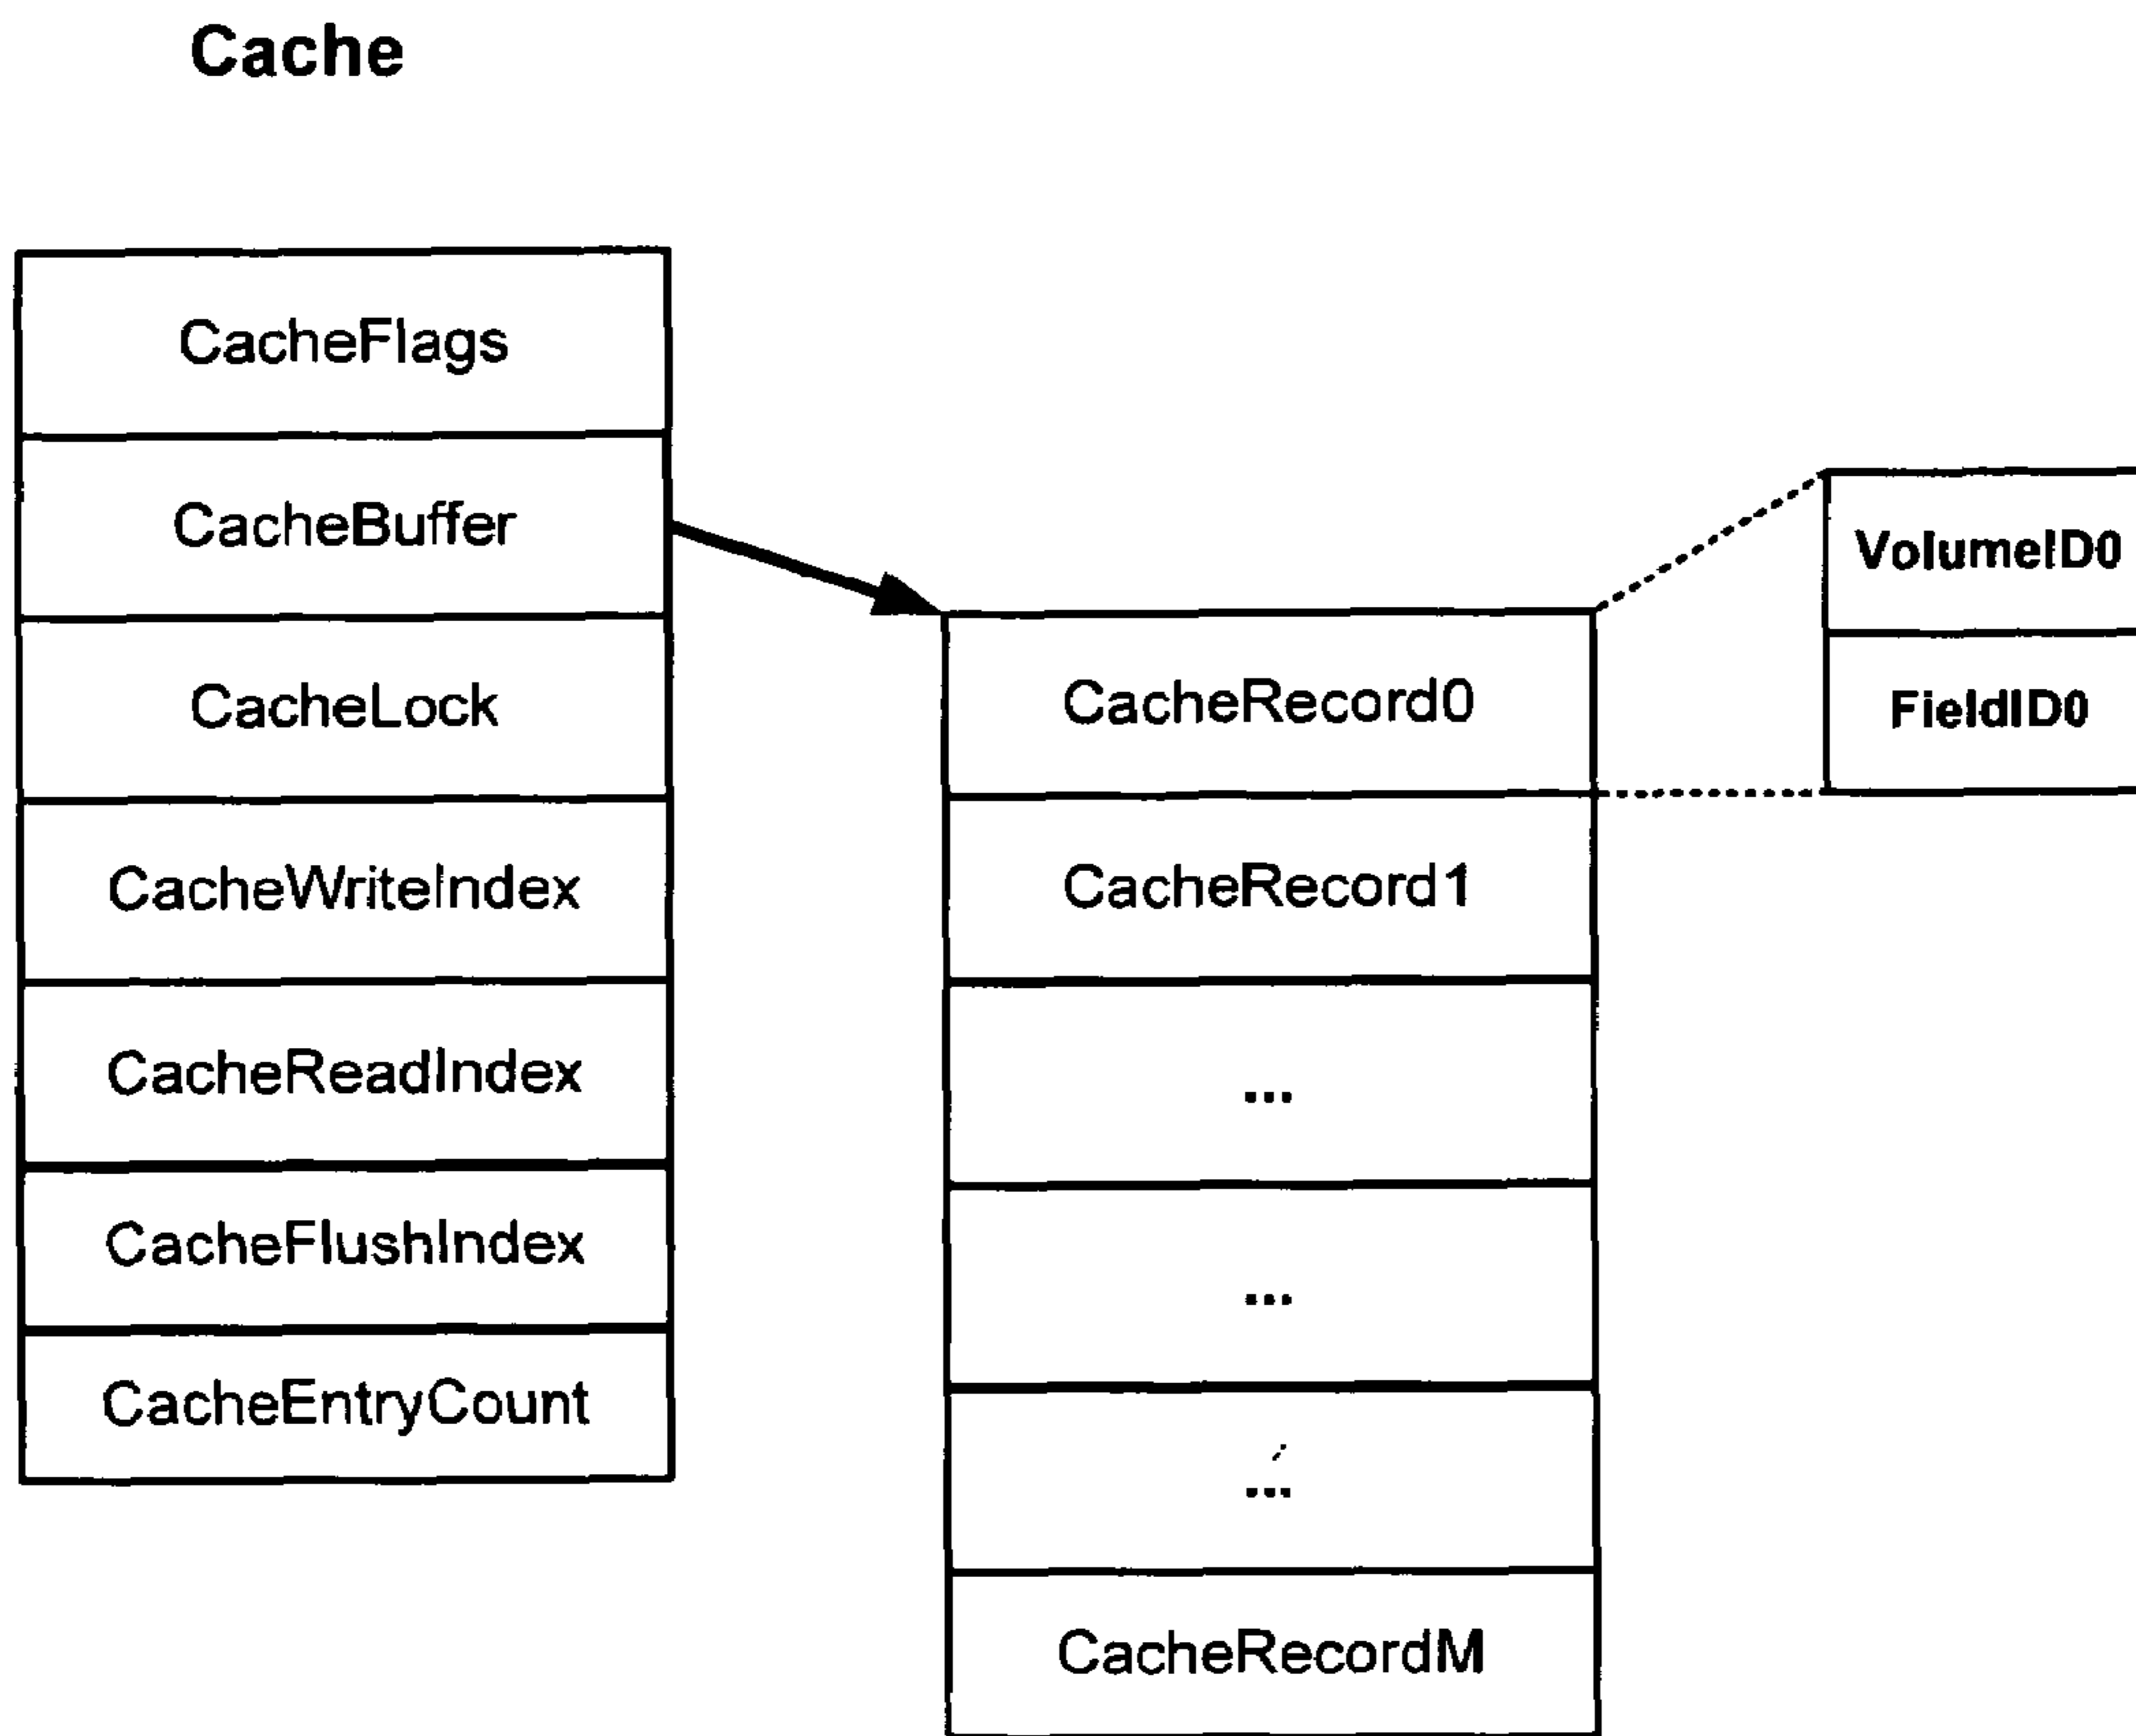 Cache
CacheFlags
CacheBuffer
CacheLock
CacheWriteIndex
CacheReadIndex
CacheFlushIndex
CacheEntryCount
CacheRecord0
CacheRecord1
...
...
...
CacheRecordM
VolumeID0
FieldID0